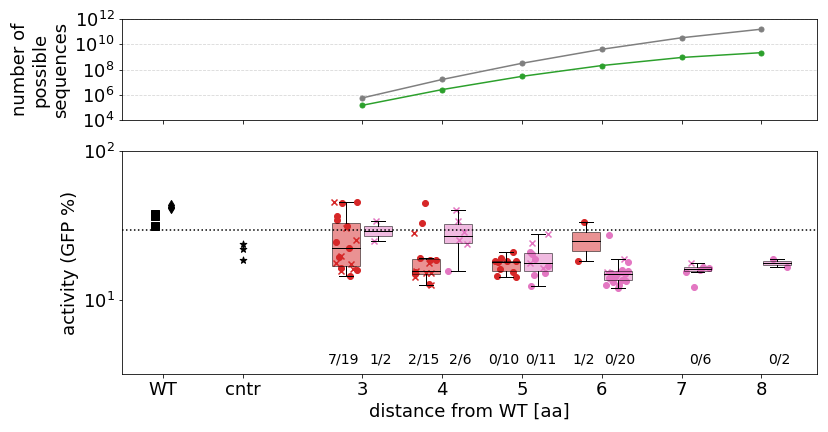 number of
possible
sequences
10^12
10^10
10^8
10^6
10^4
activity (GFP %)
10^2
10^1
7/19 1/2 2/15 2/6 0/10 0/11 1/2 0/20 0/6 0/2
WT cntr 3 4 5 6 7 8
distance from WT [aa]